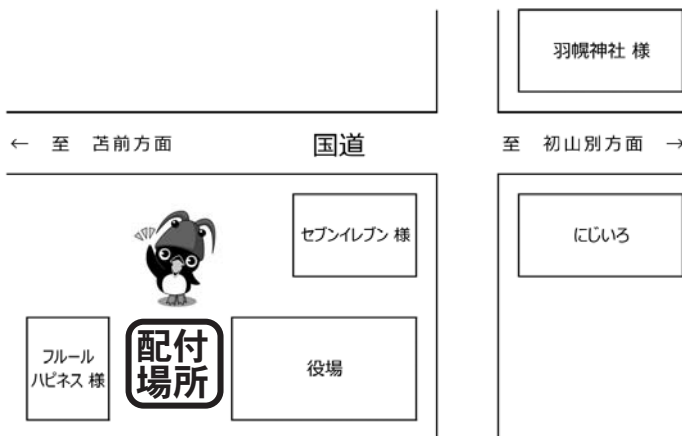 羽幌神社 様
← 至 苫前方面
国道
至 初山別方面 →
セブンイレブン 様
にじいろ
フルール
ハピネス 様
配付
場所
役場